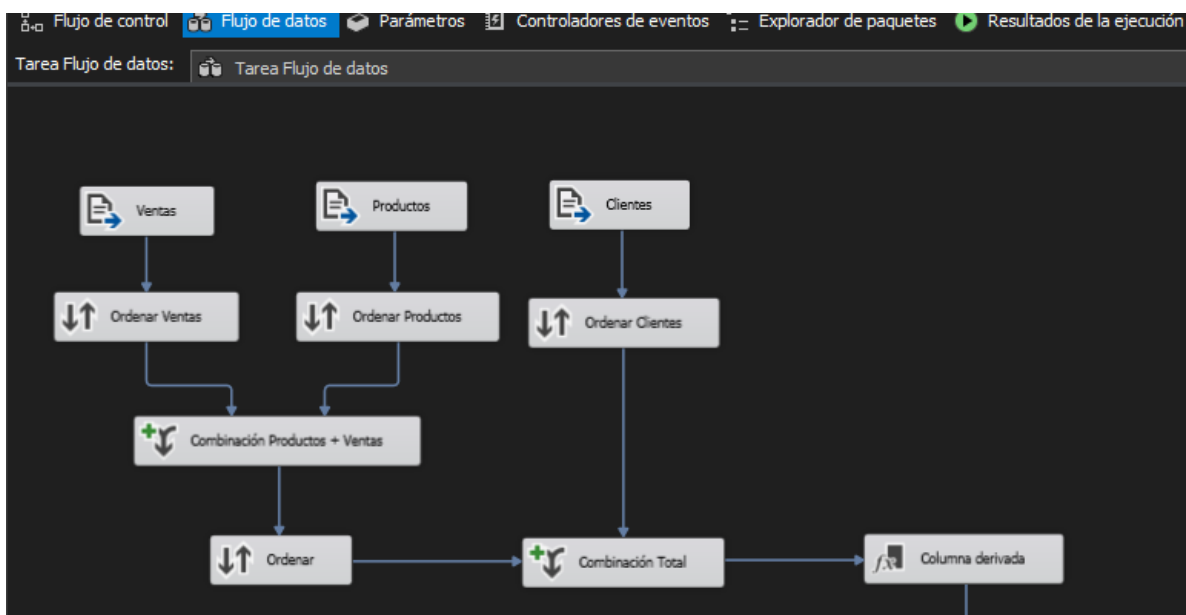 Flujo de control Flujo de datos Parámetros Controladores de eventos Explorador de paquetes Resultados de la ejecución
Tarea Flujo de datos: Tarea Flujo de datos
Ventas Productos Clientes
Ordenar Ventas Ordenar Productos Ordenar Clientes
Combinación Productos + Ventas
Ordenar Combinación Total Columna derivada